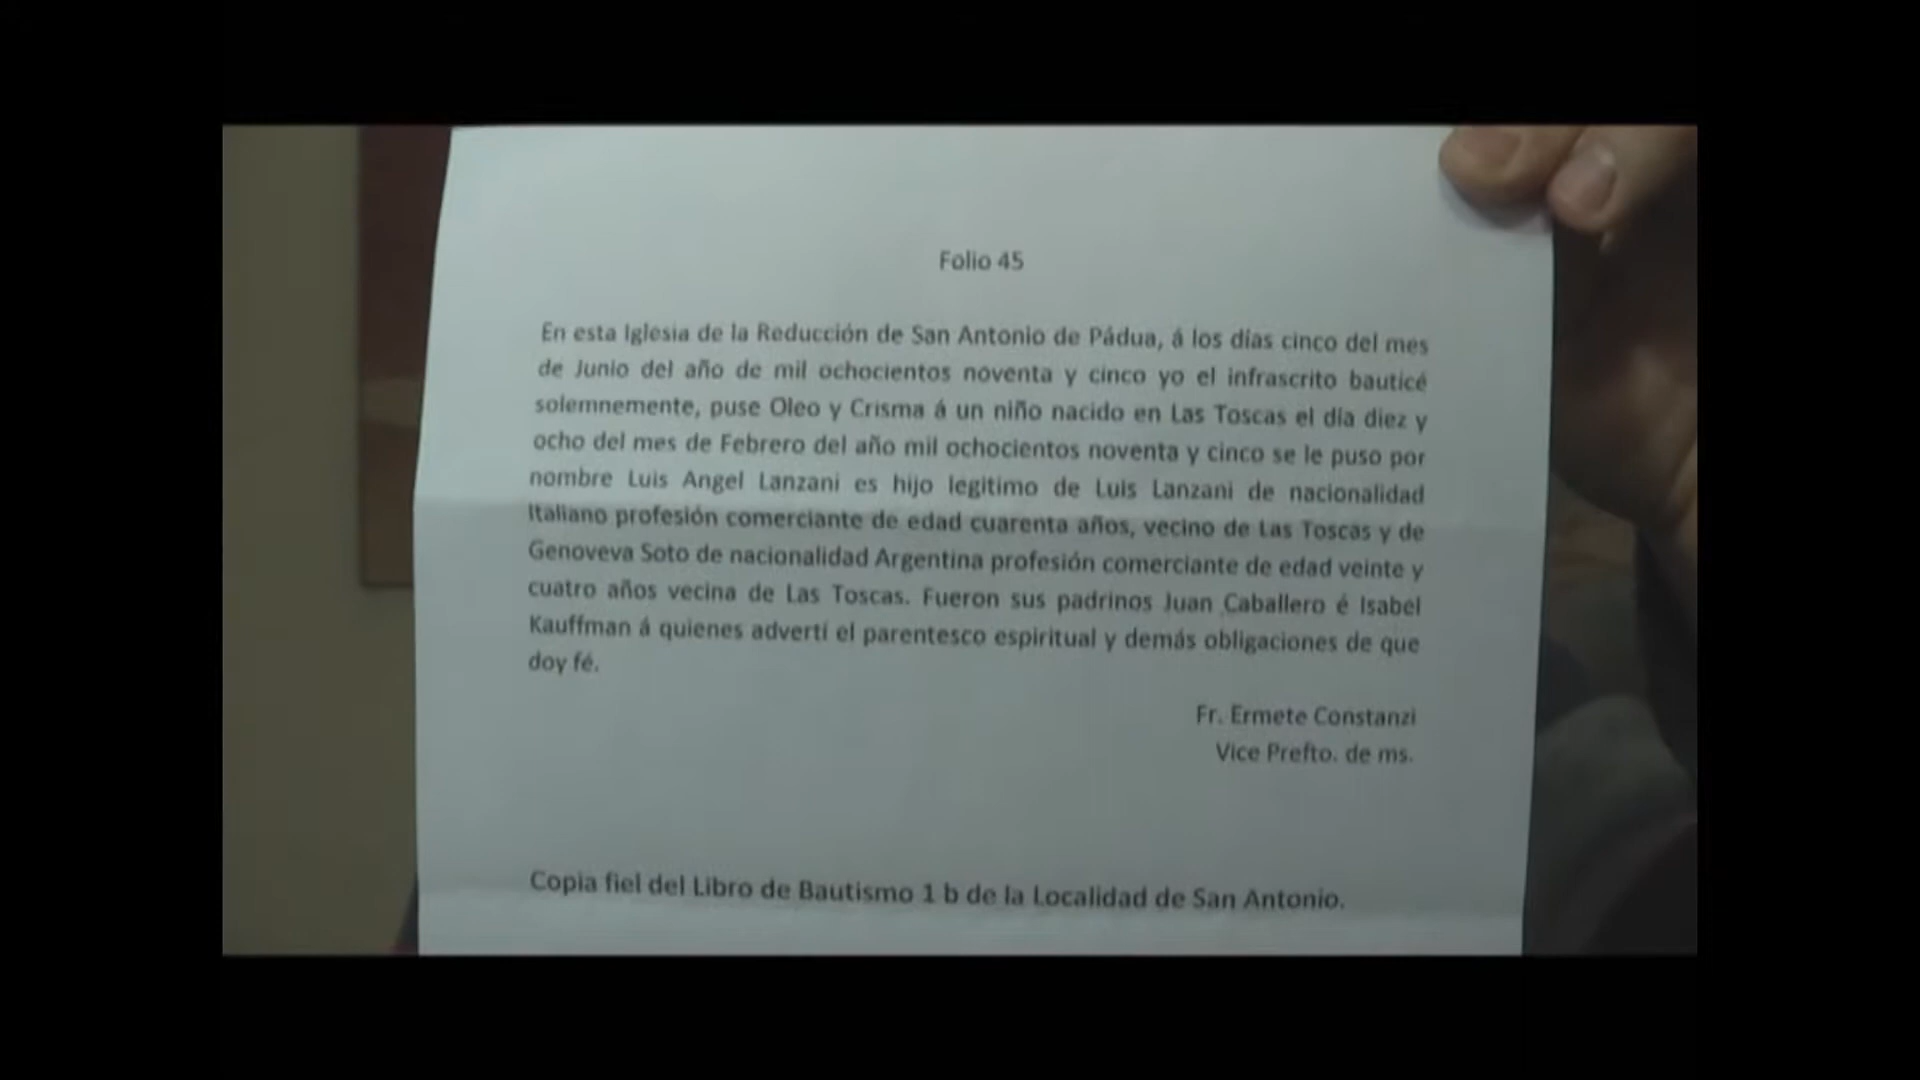 Folio 45
En esta Iglesia de la Reducción de San Antonio de Pádua, á los días cinco del mes
de Junio del año de mil ochocientos noventa y cinco yo el infrascrito bauticé
solemnemente, puse Oleo y Crisma á un niño nacido en Las Toscas el día diez y
ocho del mes de Febrero del año mil ochocientos noventa y cinco se le puso por
nombre Luis Angel Lanzani es hijo legitimo de Luis Lanzani de nacionalidad
Italiano profesión comerciante de edad cuarenta años, vecino de Las Toscas y de
Genoveva Soto de nacionalidad Argentina profesión comerciante de edad veinte y
cuatro años vecina de Las Toscas. Fueron sus padrinos Juan Caballero é Isabel
Kauffman á quienes advertí el parentesco espiritual y demás obligaciones de que
doy fé.
Fr. Ermete Constanzi
Vice Prefto. de ms.
Copia fiel del Libro de Bautismo 1 b de la Localidad de San Antonio.